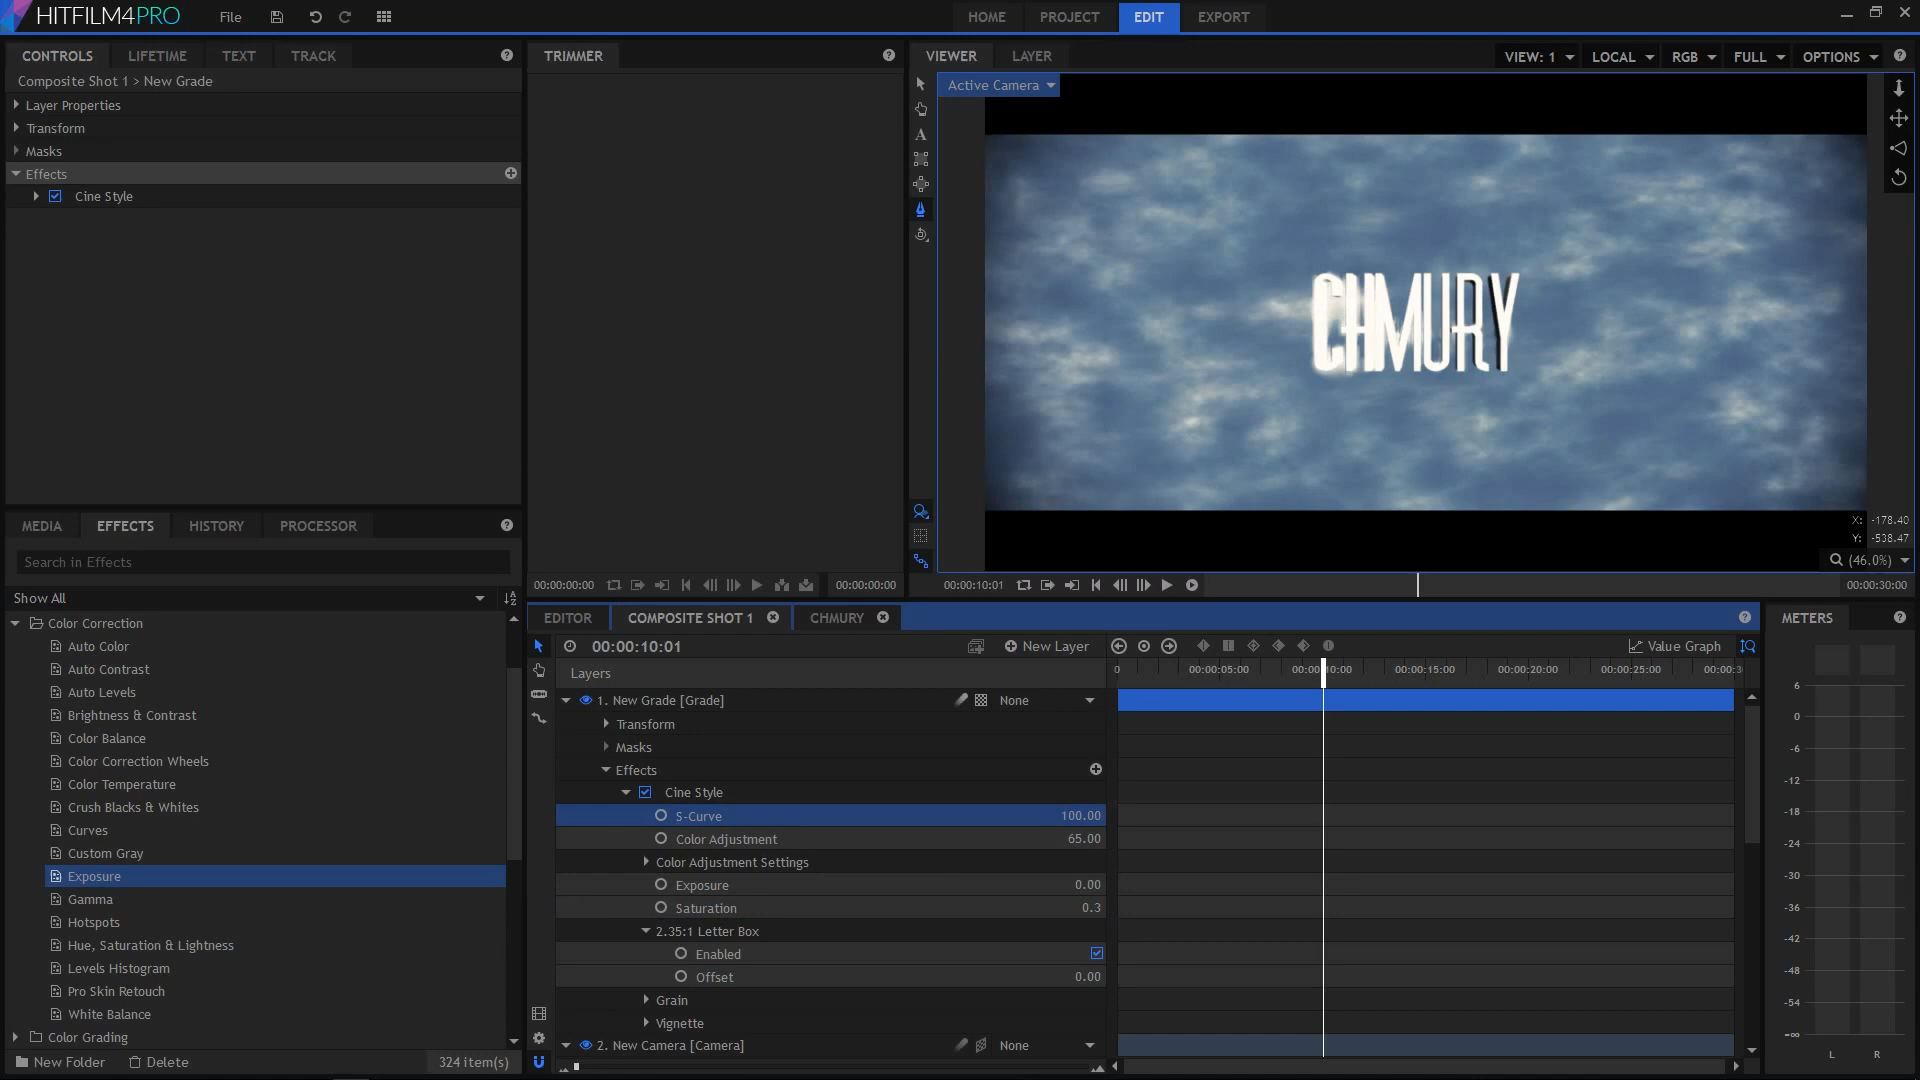 HITFILM4PRO File HOME PROJECT EDIT EXPORT
CONTROLS LIFETIME TEXT TRACK
Composite Shot 1 > New Grade
Layer Properties
Transform
Masks
Effects
Cine Style
TRIMMER
00:00:00:00 00:00:00:00
VIEWER LAYER VIEW: 1 LOCAL RGB FULL OPTIONS
Active Camera
A
CHMURY
X: -178.40
Y: -538.47
(46.0%)
00:00:10:01 00:00:30:00
MEDIA EFFECTS HISTORY PROCESSOR
Search in Effects
Show All
Color Correction
Auto Color
Auto Contrast
Auto Levels
Brightness & Contrast
Color Balance
Color Correction Wheels
Color Temperature
Crush Blacks & Whites
Curves
Custom Gray
Exposure
Gamma
Hotspots
Hue, Saturation & Lightness
Levels Histogram
Pro Skin Retouch
White Balance
Color Grading
New Folder Delete 324 item(s)
EDITOR COMPOSITE SHOT 1 CHMURY
00:00:10:01 New Layer Value Graph
Layers 0 00:00:05:00 00:00:10:00 00:00:15:00 00:00:20:00 00:00:25:00 00:00:3
1. New Grade [Grade] None
Transform
Masks
Effects
Cine Style
S-Curve 100.00
Color Adjustment 65.00
Color Adjustment Settings
Exposure 0.00
Saturation 0.3
2.35:1 Letter Box
Enabled
Offset 0.00
Grain
Vignette
2. New Camera [Camera] None
METERS
6
0
-6
-12
-18
-24
-30
-36
-42
-48
-54
-∞
L R